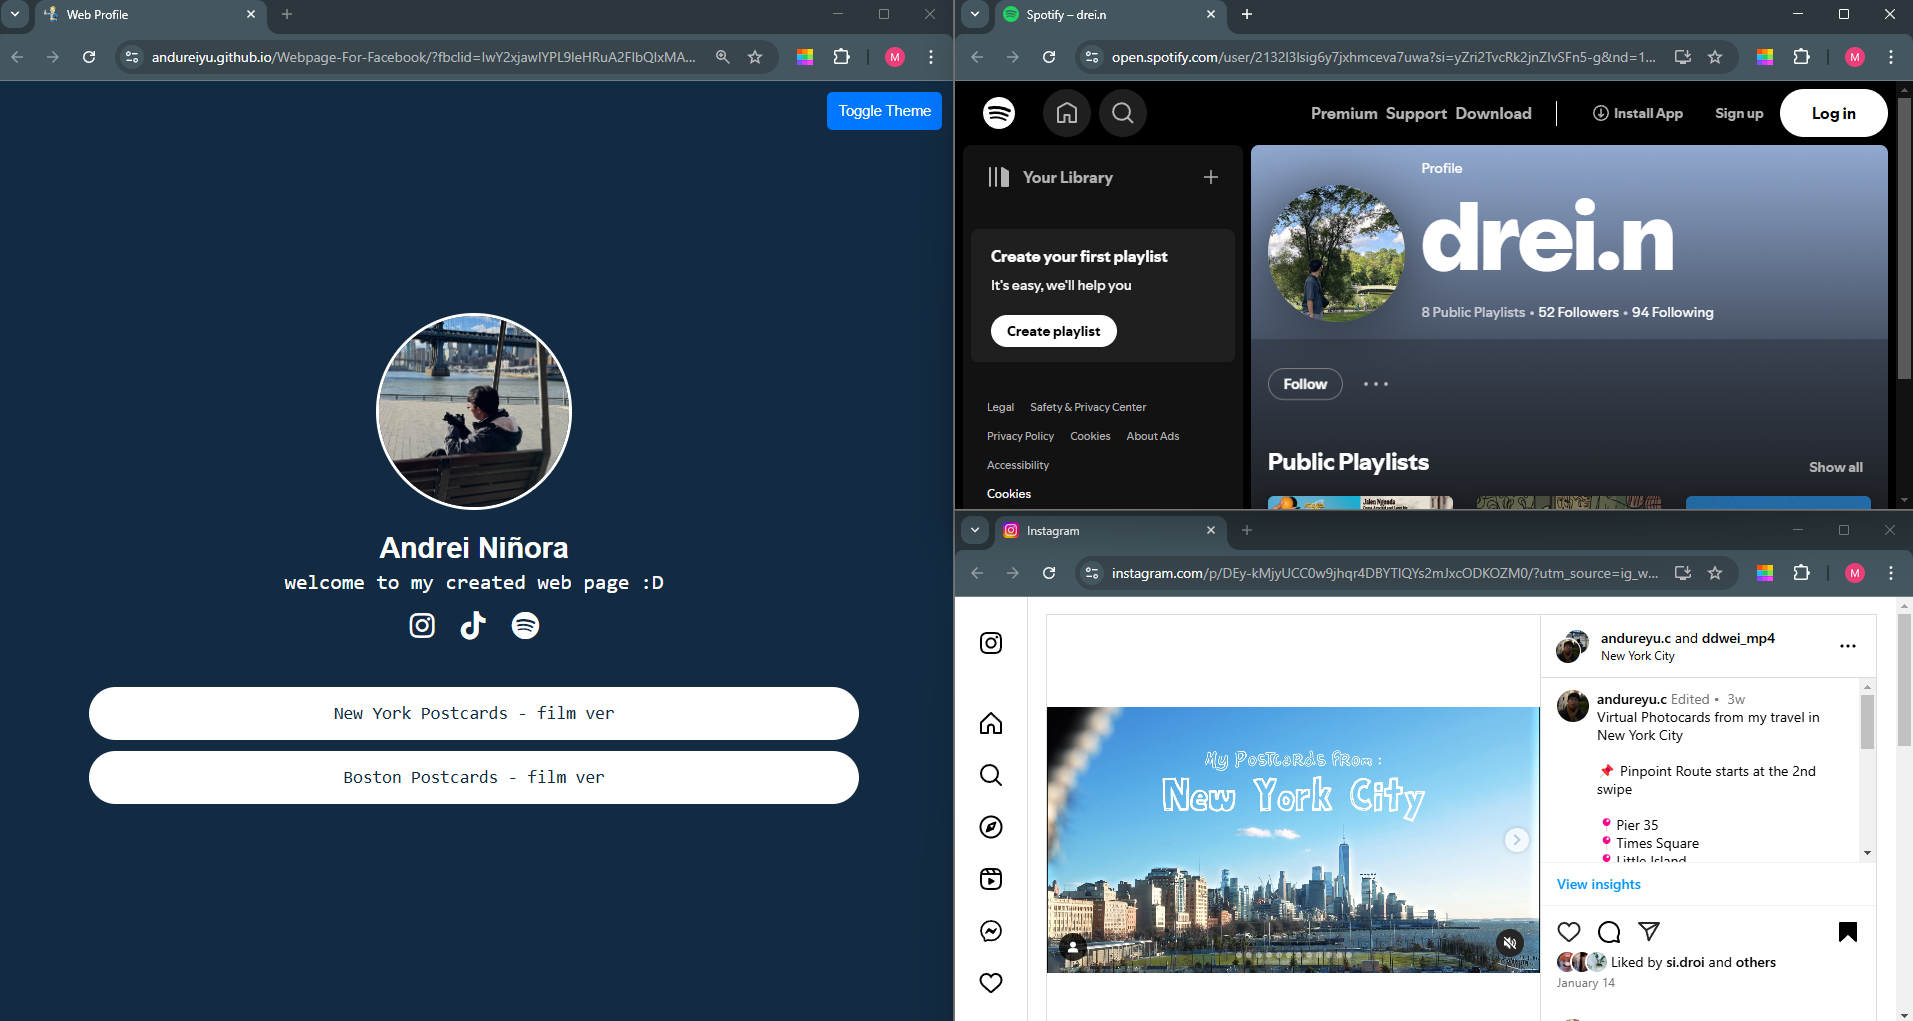 Web Profile
andureiyu.github.io/Webpage-For-Facebook/?fbclid=IwY2xjawIYPL9leHRuA2FlbQIxMA...
M
Toggle Theme
Andrei Niñora
welcome to my created web page :D
New York Postcards - film ver
Boston Postcards - film ver
Spotify – drei.n
open.spotify.com/user/2132l3lsig6y7jxhmceva7uwa?si=yZri2TvcRk2jnZlvSFn5-g&nd=1...
M
Premium Support Download
Install App
Sign up
Log in
Your Library
Create your first playlist
It's easy, we'll help you
Create playlist
Legal Safety & Privacy Center
Privacy Policy Cookies About Ads
Accessibility
Cookies
Profile
drei.n
8 Public Playlists • 52 Followers • 94 Following
Follow
Public Playlists
Show all
Instagram
instagram.com/p/DEy-kMjyUCC0w9jhqr4DBYTIQYs2mJxcODKOZM0/?utm_source=ig_w...
M
My Postcards from :
New York City
andureyu.c and ddwei_mp4
New York City
andureyu.c Edited • 3w
Virtual Photocards from my travel in
New York City
📌 Pinpoint Route starts at the 2nd
swipe
📍 Pier 35
📍 Times Square
📍 Little Island
View insights
Liked by si.droi and others
January 14